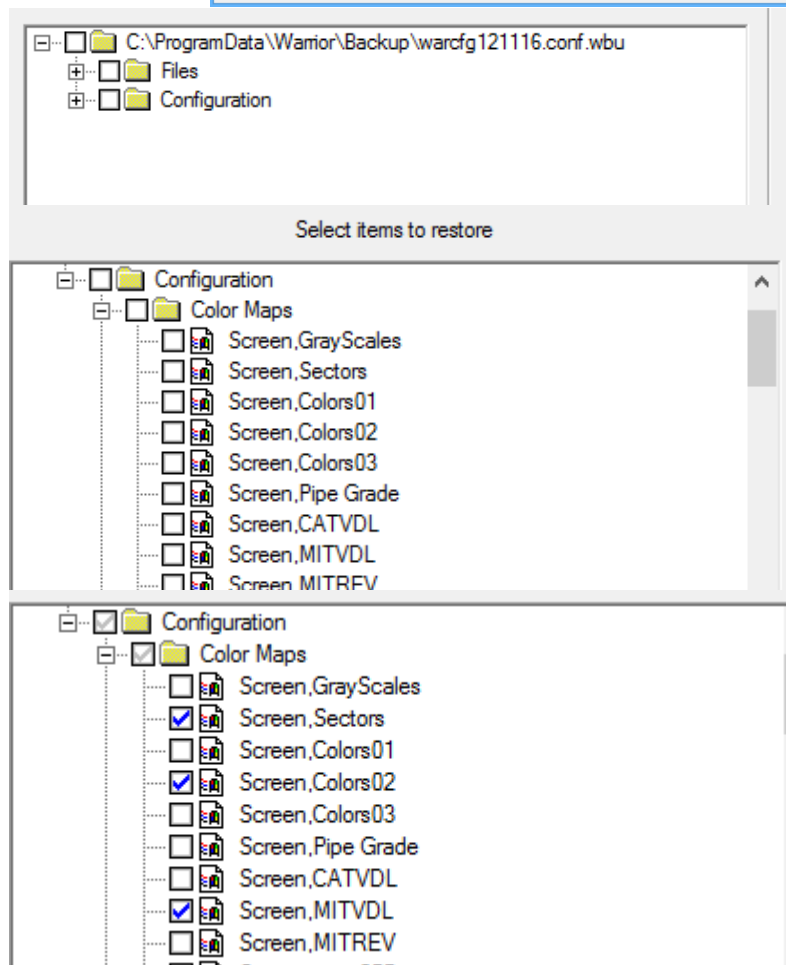 C:\ProgramData\Warrior\Backup\warcfg121116.conf.wbu
Files
Configuration
Select items to restore
Configuration
Color Maps
Screen,GrayScales
Screen,Sectors
Screen,Colors01
Screen,Colors02
Screen,Colors03
Screen,Pipe Grade
Screen,CATVDL
Screen,MITVDL
Screen,MITREV
Configuration
Color Maps
Screen,GrayScales
Screen,Sectors
Screen,Colors01
Screen,Colors02
Screen,Colors03
Screen,Pipe Grade
Screen,CATVDL
Screen,MITVDL
Screen,MITREV